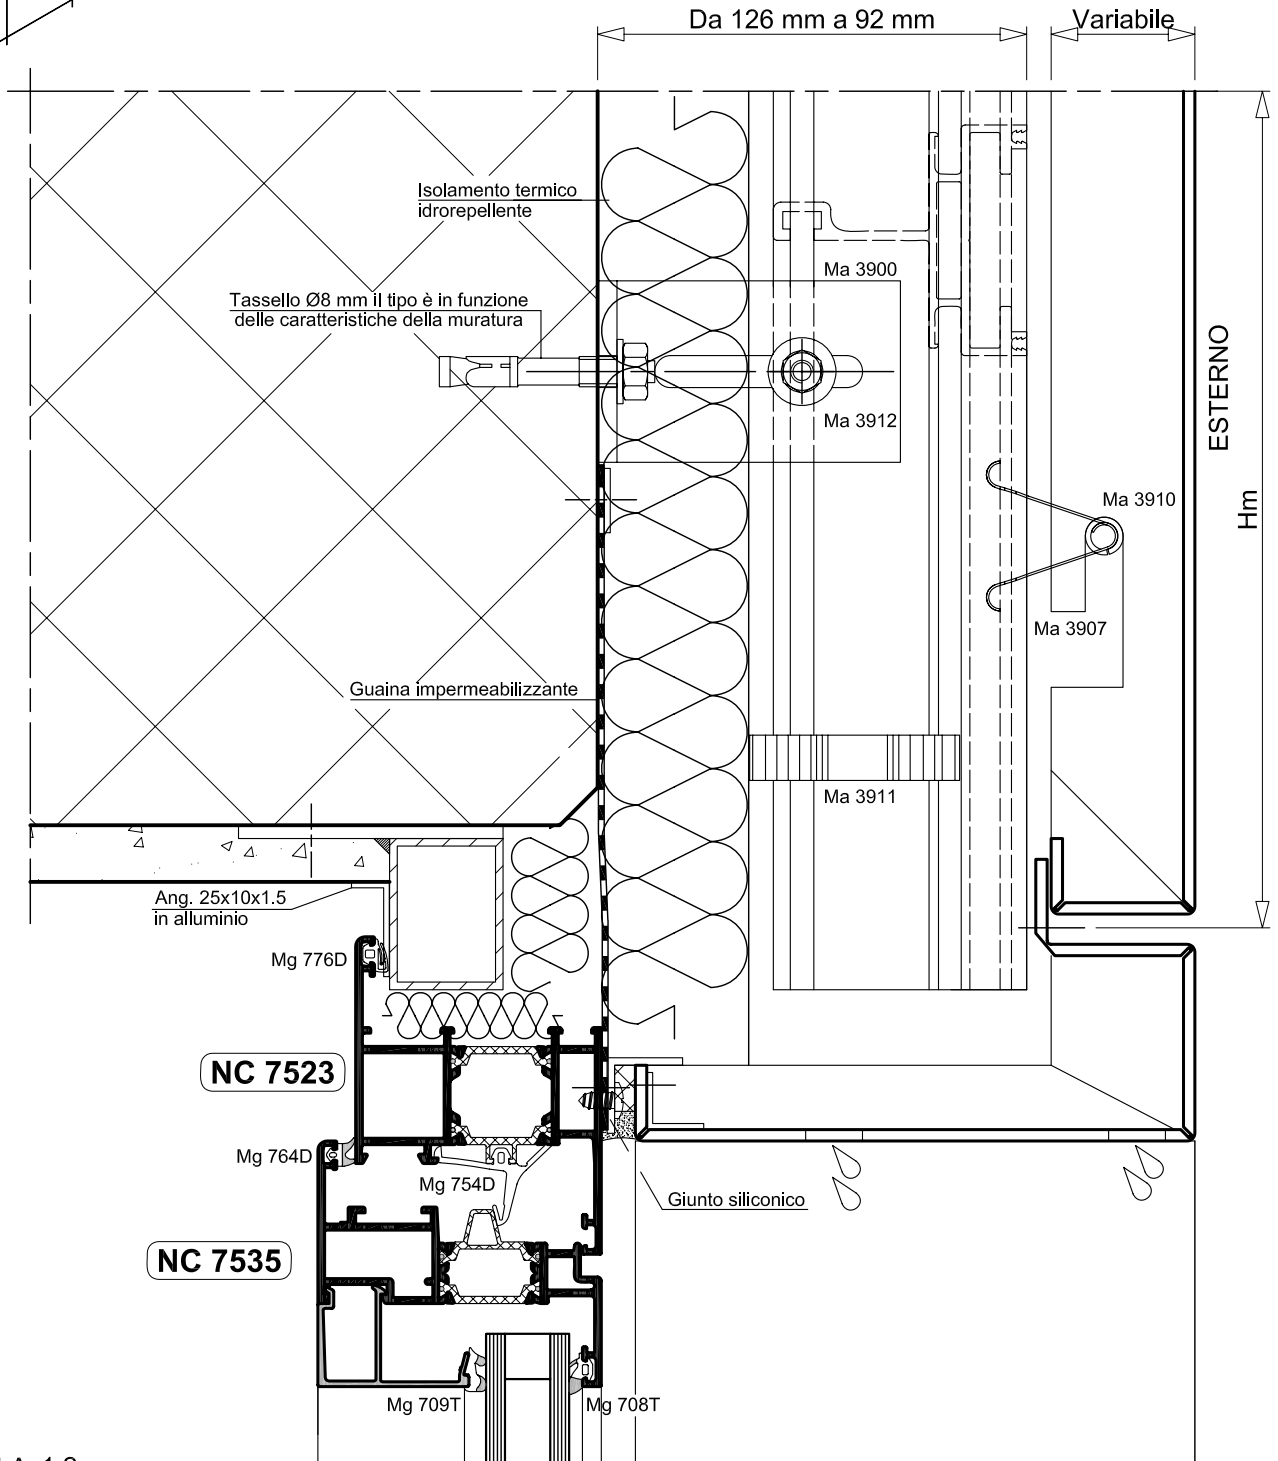 Da 126 mm a 92 mm
Variabile
Isolamento termico
idrorepellente
Ma 3900
Tassello Ø8 mm il tipo è in funzione
delle caratteristiche della muratura
ESTERNO
Ma 3912
Ma 3910
Hm
Ma 3907
Guaina impermeabilizzante
Ma 3911
Ang. 25x10x1.5
in alluminio
Mg 776D
NC 7523
Mg 764D
Mg 754D
Giunto siliconico
NC 7535
Mg 709T
Mg 708T